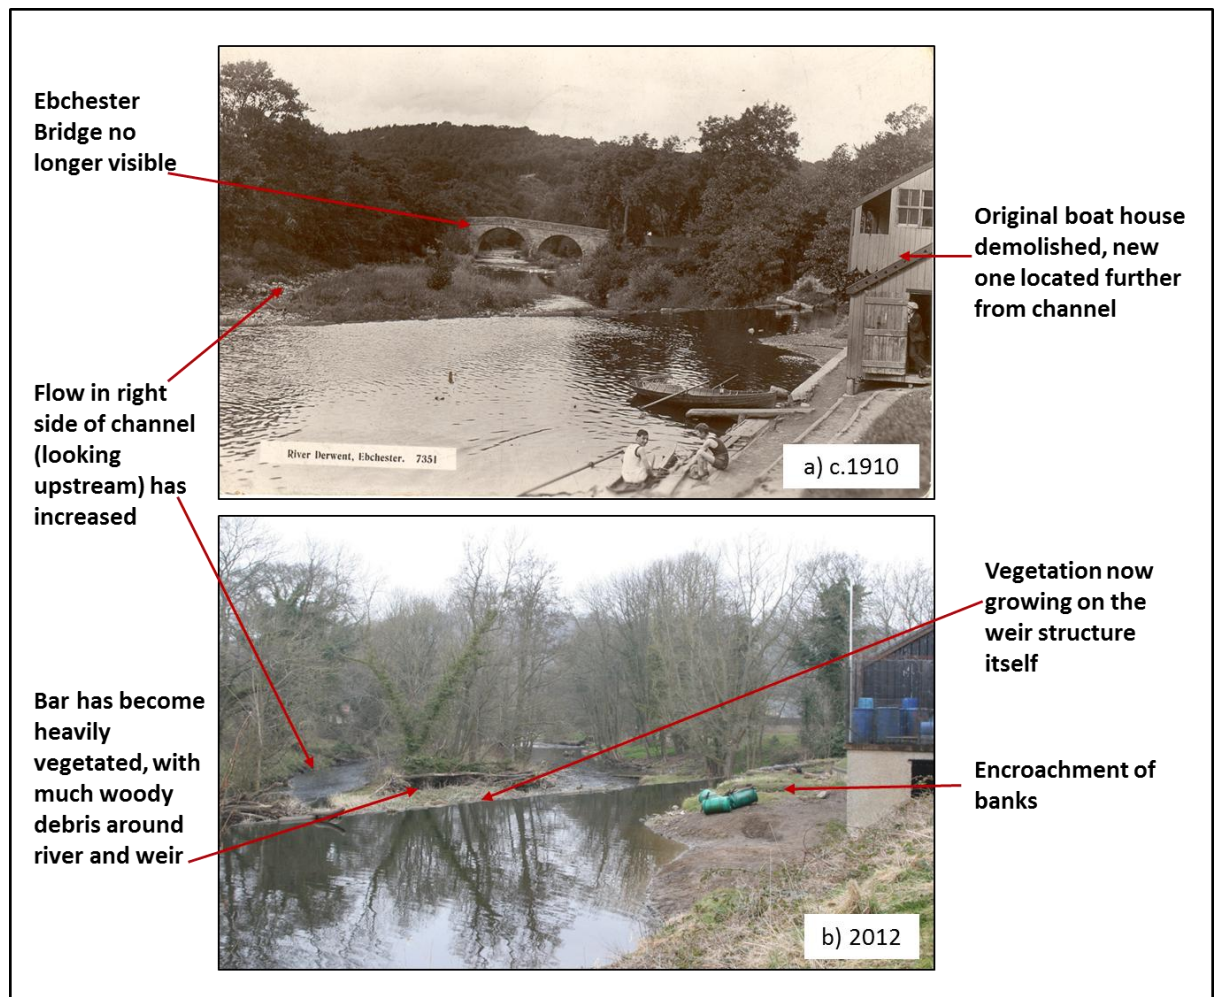 Ebchester
Bridge no
longer visible
Original boat house
demolished, new
one located further
from channel
Flow in right
side of channel
(looking
upstream) has
increased
River Derwent, Ebchester. 7351
a) c.1910
Vegetation now
growing on the
weir structure
itself
Bar has become
heavily
vegetated, with
much woody
debris around
river and weir
Encroachment of
banks
b) 2012